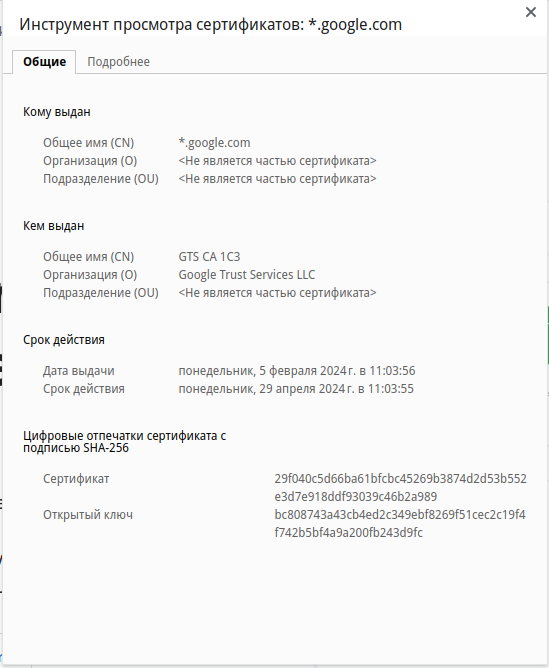 Инструмент просмотра сертификатов: *.google.com
Общие
Подробнее
Кому выдан
Общее имя (CN) *.google.com
Организация (O) <Не является частью сертификата>
Подразделение (OU) <Не является частью сертификата>
Кем выдан
Общее имя (CN) GTS CA 1C3
Организация (O) Google Trust Services LLC
Подразделение (OU) <Не является частью сертификата>
Срок действия
Дата выдачи понедельник, 5 февраля 2024 г. в 11:03:56
Срок действия понедельник, 29 апреля 2024 г. в 11:03:55
Цифровые отпечатки сертификата с
подписью SHA-256
Сертификат 29f040c5d66ba61bfcbc45269b3874d2d53b552
e3d7e918ddf93039c46b2a989
Открытый ключ bc808743a43cb4ed2c349ebf8269f51cec2c19f4
f742b5bf4a9a200fb243d9fc